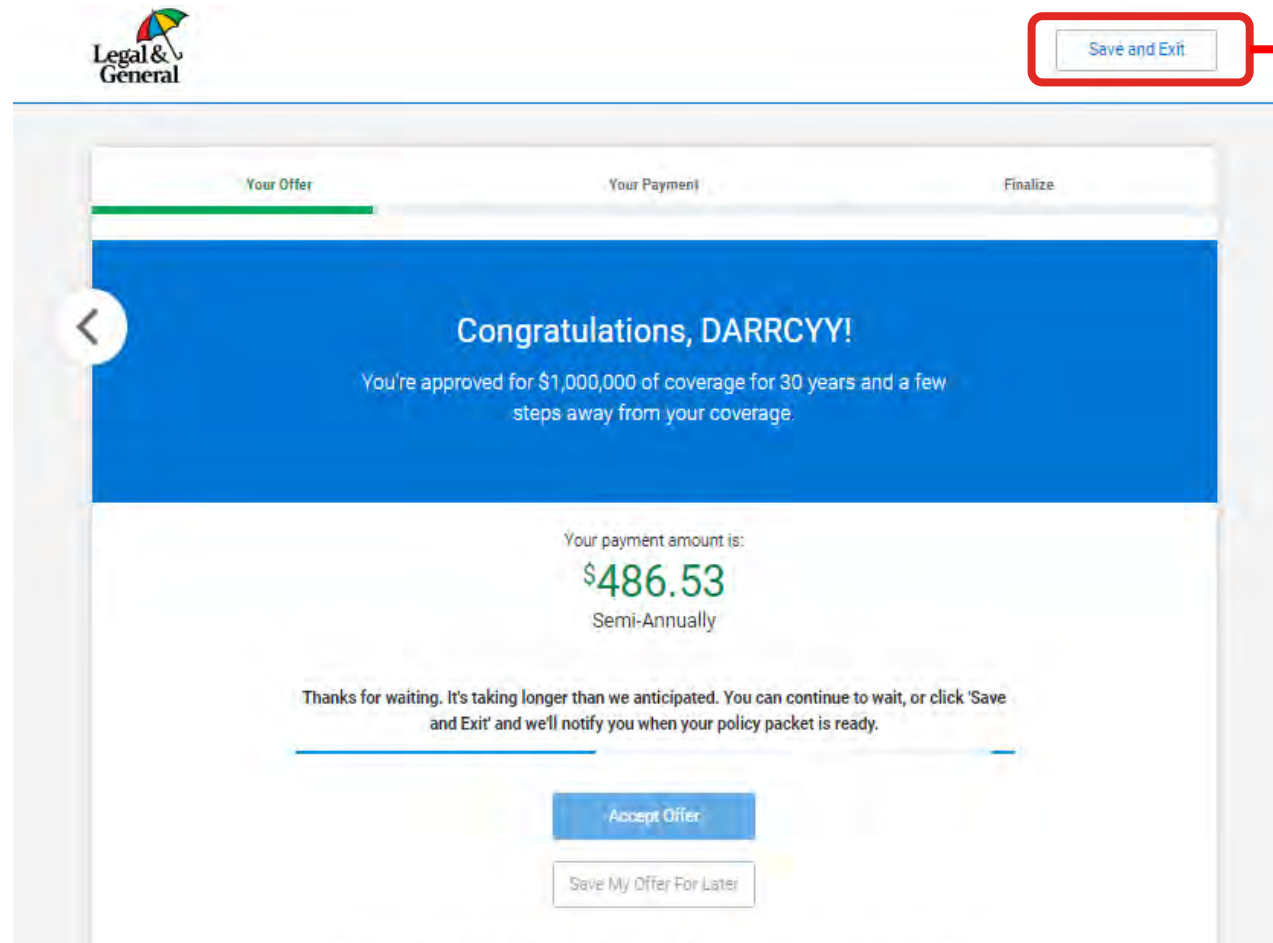 Legal &
General
Save and Exit
Your Offer
Your Payment
Finalize
Congratulations, DARRCYY!
You're approved for $1,000,000 of coverage for 30 years and a few
steps away from your coverage.
Your payment amount is:
$486.53
Semi-Annually
Thanks for waiting. It's taking longer than we anticipated. You can continue to wait, or click 'Save
and Exit' and we'll notify you when your policy packet is ready.
Accept Offer
Save My Offer For Later